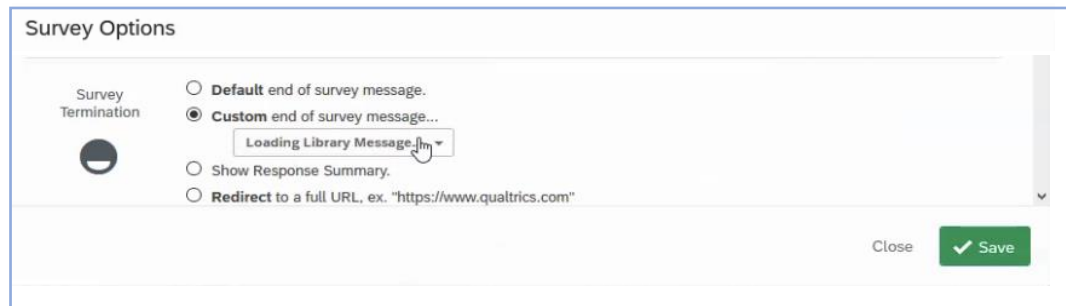 Survey Options
Survey
Termination
Default end of survey message.
Custom end of survey message...
Loading Library Message.
Show Response Summary.
Redirect to a full URL, ex. "https://www.qualtrics.com"
Close
Save